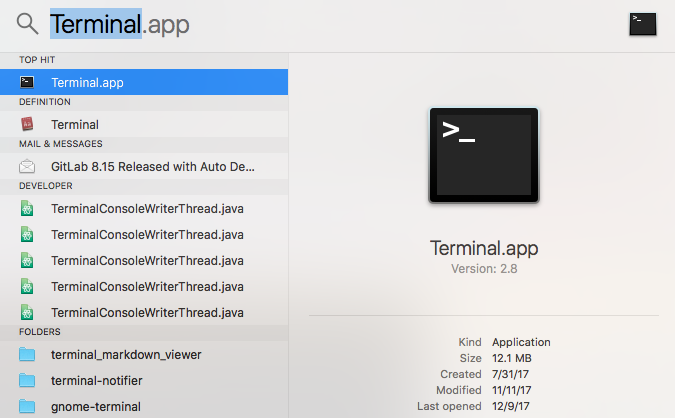 Terminal.app
TOP HIT
Terminal.app
DEFINITION
Terminal
MAIL & MESSAGES
GitLab 8.15 Released with Auto De...
DEVELOPER
TerminalConsoleWriterThread.java
TerminalConsoleWriterThread.java
TerminalConsoleWriterThread.java
TerminalConsoleWriterThread.java
TerminalConsoleWriterThread.java
FOLDERS
terminal_markdown_viewer
terminal-notifier
gnome-terminal
>_
Terminal.app
Version: 2.8
Kind Application
Size 12.1 MB
Created 7/31/17
Modified 11/11/17
Last opened 12/9/17